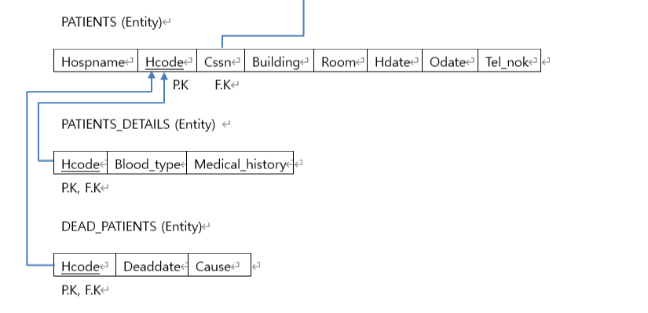 PATIENTS (Entity)
Hospname Hcode Cssn Building Room Hdate Odate Tel_nok
P.K F.K
PATIENTS_DETAILS (Entity)
Hcode Blood_type Medical_history
P.K, F.K
DEAD_PATIENTS (Entity)
Hcode Deaddate Cause
P.K, F.K